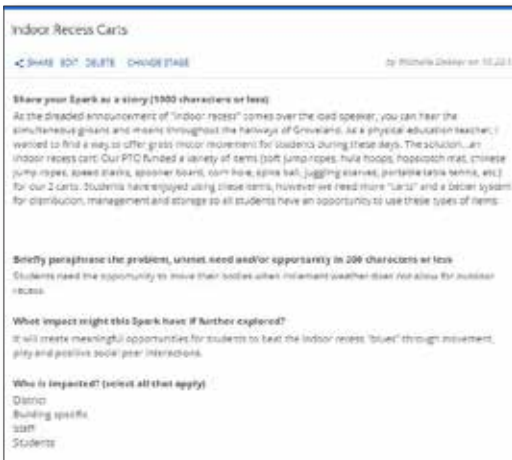 Indoor Recess Carts
SHARE EDIT DELETE CHANGE STAGE
by Michelle on
Share your Spark as a story (1000 characters or less)
As the dreaded announcement of "indoor recess" comes over the loud speaker, you can hear the
simultaneous groans and moans throughout the hallways of Groveland. As a physical education teacher, I
wanted to find a way to offer gross motor movement for students during these days. The solution...an
indoor recess cart! Our PTO funded a variety of items (soft jump ropes, hula hoops, hopscotch mat, chinese
jump ropes, speed stacks, spooner board, corn hole, spike ball, juggling scarves, portable table tennis, etc.)
for our 2 carts. Students have enjoyed using these items, however we need more "carts" and a better system
for distribution, management and storage so all students have an opportunity to use these types of items.
Briefly paraphrase the problem, unmet need and/or opportunity in 200 characters or less
Students need the opportunity to move their bodies when inclement weather does not allow for outdoor
recess.
What impact might this Spark have if further explored?
It will create meaningful opportunities for students to beat the indoor recess "blues" through movement,
play and positive social peer interactions.
Who is impacted? (select all that apply)
District
Building specific
Staff
Students